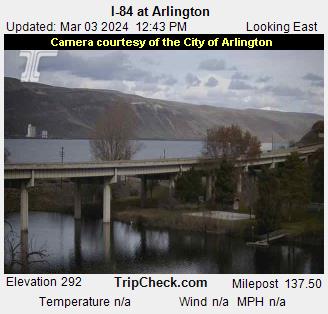 I-84 at Arlington
Updated: Mar 03 2024 12:43 PM Looking East
Camera courtesy of the City of Arlington
Elevation 292 TripCheck.com Milepost 137.50
Temperature n/a Wind n/a MPH n/a